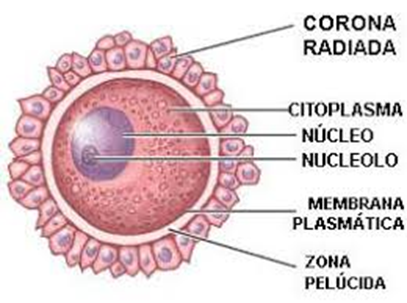 CORONA
RADIADA
CITOPLASMA
NÚCLEO
NUCLEOLO
MEMBRANA
PLASMÁTICA
ZONA
PELÚCIDA